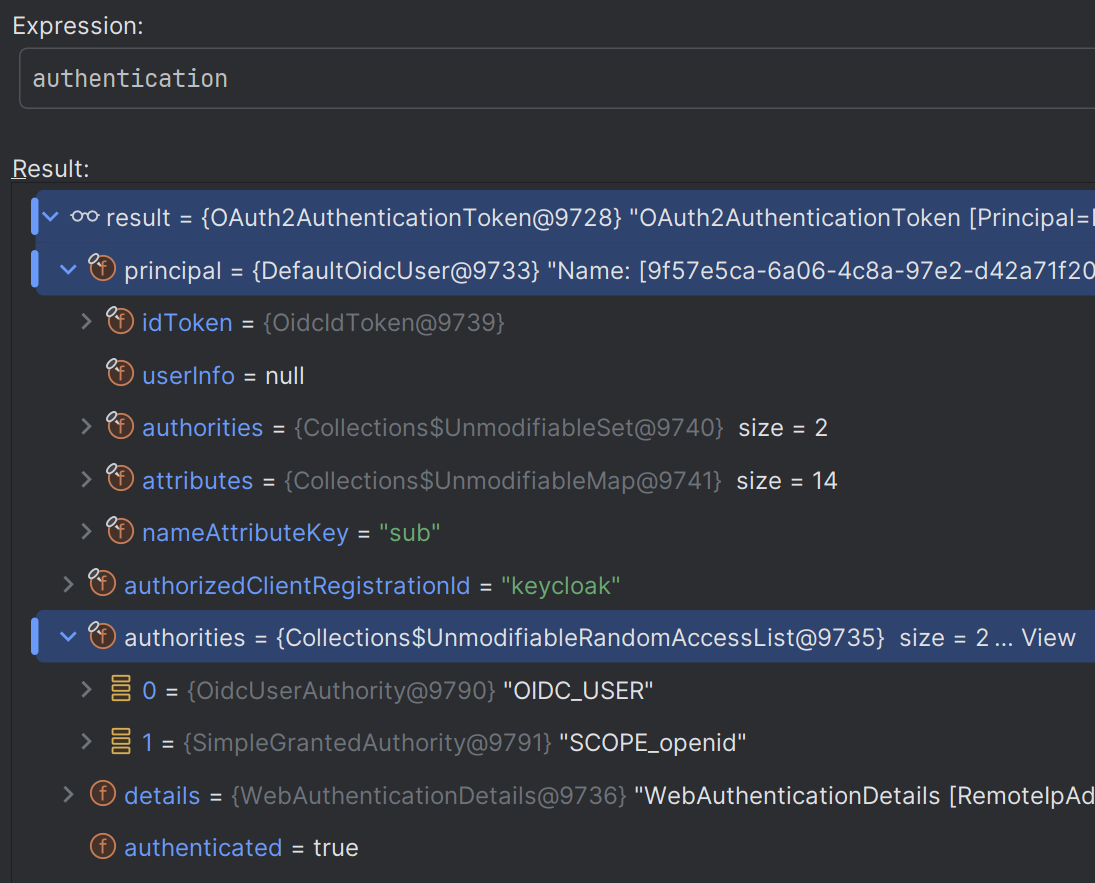 Expression:
authentication
Result:
result = {OAuth2AuthenticationToken@9728} "OAuth2AuthenticationToken [Principal=
principal = {DefaultOidcUser@9733} "Name: [9f57e5ca-6a06-4c8a-97e2-d42a71f20
idToken = {OidcIdToken@9739}
userInfo = null
authorities = {Collections$UnmodifiableSet@9740} size = 2
attributes = {Collections$UnmodifiableMap@9741} size = 14
nameAttributeKey = "sub"
authorizedClientRegistrationId = "keycloak"
authorities = {Collections$UnmodifiableRandomAccessList@9735} size = 2 ... View
0 = {OidcUserAuthority@9790} "OIDC_USER"
1 = {SimpleGrantedAuthority@9791} "SCOPE_openid"
details = {WebAuthenticationDetails@9736} "WebAuthenticationDetails [RemoteIpAd
authenticated = true